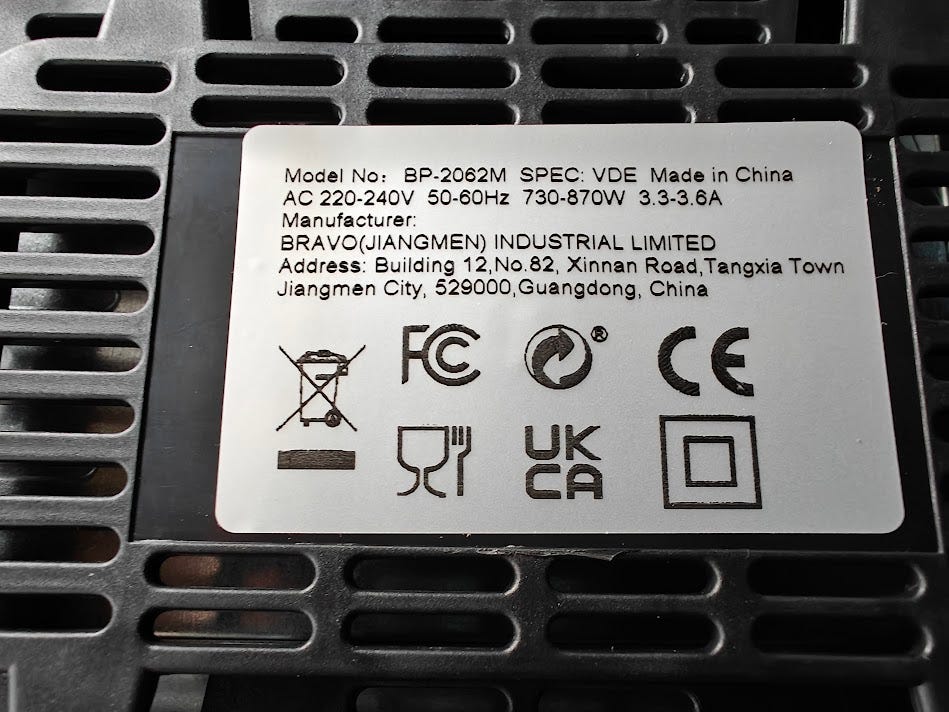 Model No: BP-2062M SPEC: VDE Made in China
AC 220-240V 50-60Hz 730-870W 3.3-3.6A
Manufacturer:
BRAVO(JIANGMEN) INDUSTRIAL LIMITED
Address: Building 12,No.82, Xinnan Road,Tangxia Town
Jiangmen City, 529000,Guangdong, China
FC ® CE
UK
CA